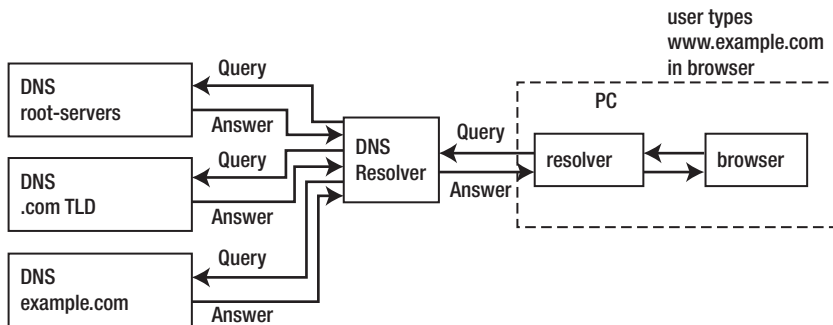 user types
www.example.com
in browser
PC
DNS
root-servers
Query
Answer
DNS
.com TLD
Query
Answer
DNS
example.com
Query
Answer
DNS
Resolver
Query
Answer
resolver
browser